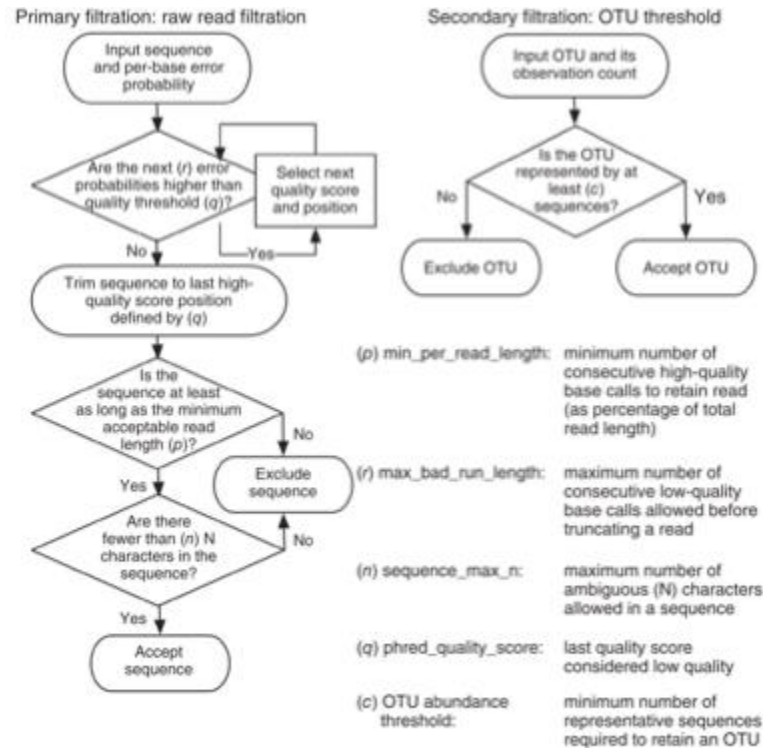 Primary filtration: raw read filtration
Input sequence
and per-base error
probability
Are the next (r) error
probabilities higher than
quality threshold (q)?
Select next
quality score
and position
No
Yes
Trim sequence to last high-
quality score position
defined by (q)
Is the
sequence at least
as long as the minimum
acceptable read
length (p)?
No
Yes
Exclude
sequence
Are there
fewer than (n) N
characters in the
sequence?
No
Yes
Accept
sequence
Secondary filtration: OTU threshold
Input OTU and its
observation count
Is the OTU
represented by at
least (c)
sequences?
No
Yes
Exclude OTU
Accept OTU
(p) min_per_read_length: minimum number of
consecutive high-quality
base calls to retain read
(as percentage of total
read length)
(r) max_bad_run_length: maximum number of
consecutive low-quality
base calls allowed before
truncating a read
(n) sequence_max_n: maximum number of
ambiguous (N) characters
allowed in a sequence
(q) phred_quality_score: last quality score
considered low quality
(c) OTU abundance minimum number of
threshold: representative sequences
required to retain an OTU